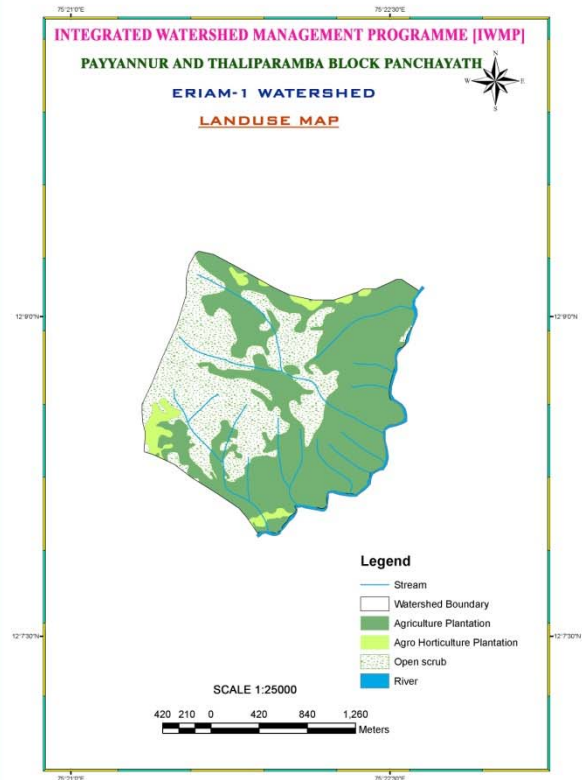 75°21'0"E 75°22'30"E
INTEGRATED WATERSHED MANAGEMENT PROGRAMME [IWMP]
PAYYANNUR AND THALIPARAMBA BLOCK PANCHAYATH
ERIAM-1 WATERSHED
LANDUSE MAP
N
W E
S
12°9'0"N 12°9'0"N
Legend
Stream
Watershed Boundary
Agriculture Plantation
Agro Horticulture Plantation
Open scrub
River
12°7'30"N 12°7'30"N
SCALE 1:25000
420 210 0 420 840 1,260
Meters
75°21'0"E 75°22'30"E